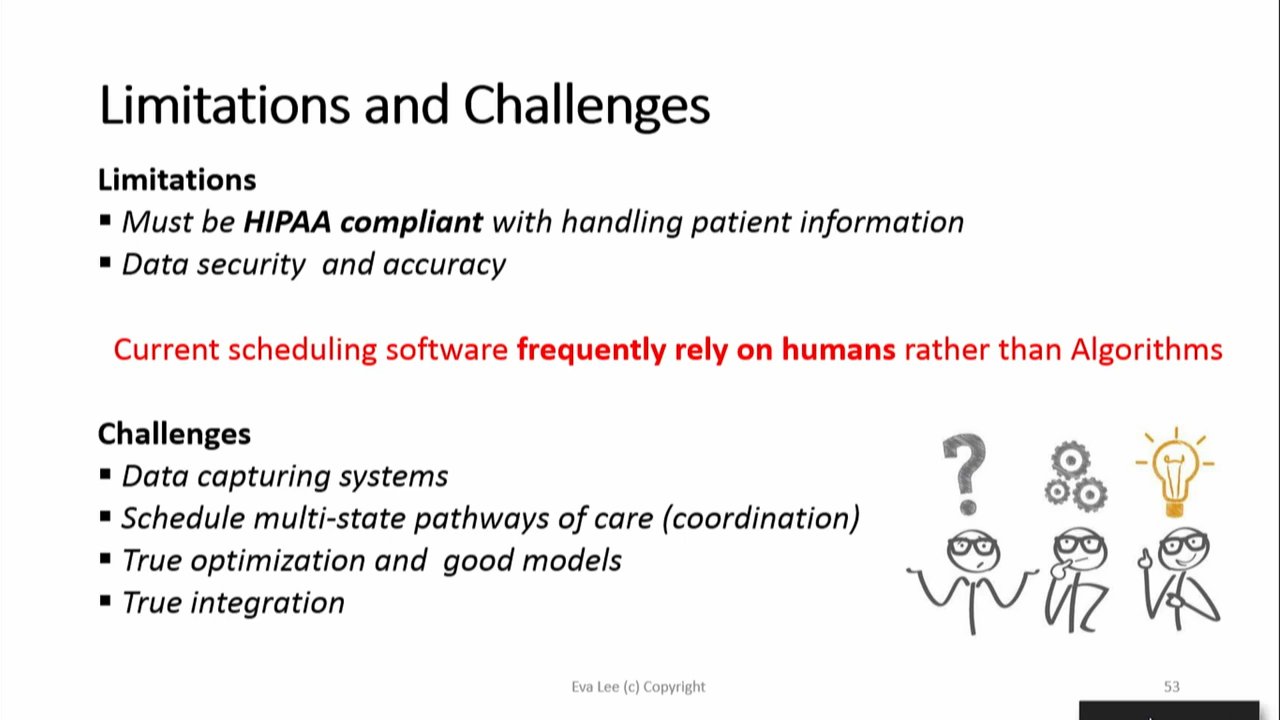 Limitations and Challenges
Limitations
▪ Must be HIPAA compliant with handling patient information
▪ Data security  and accuracy
Current scheduling software frequently rely on humans rather than Algorithms
Challenges
▪ Data capturing systems
▪ Schedule multi-state pathways of care (coordination)
▪ True optimization and  good models
▪ True integration
?
Eva Lee (c) Copyright
53